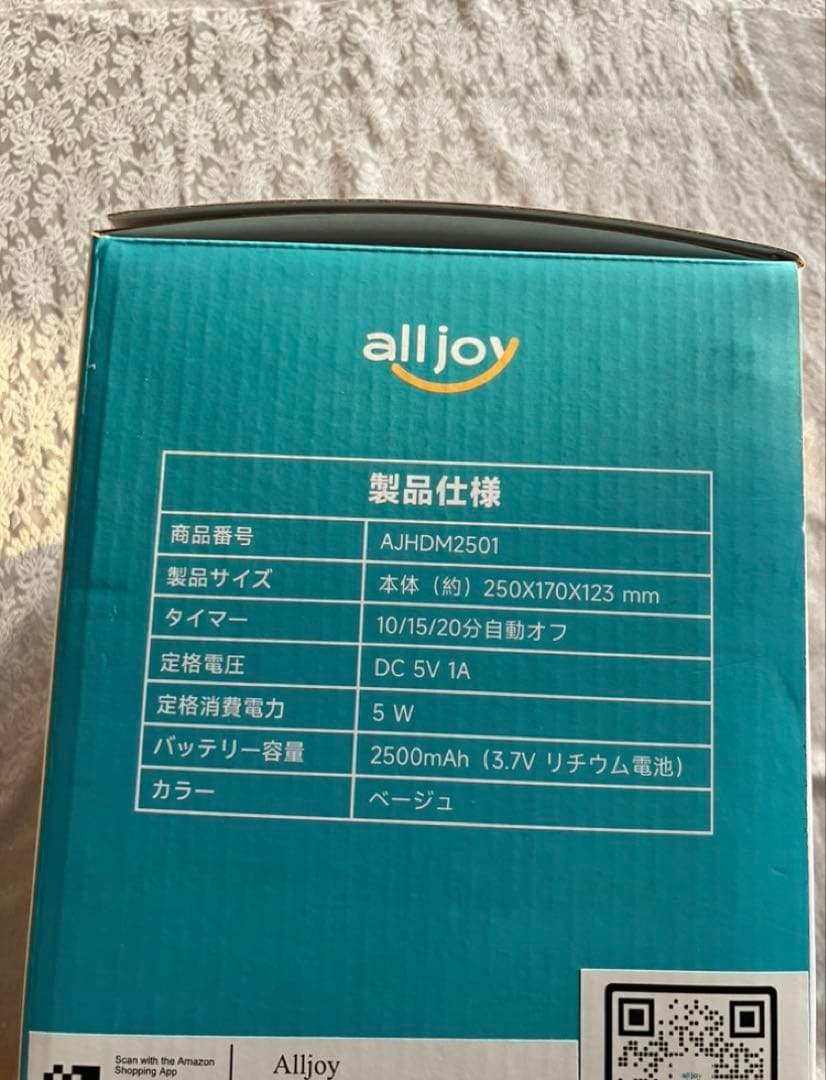 alljoy
製品仕様
商品番号 AJHDM2501
製品サイズ 本体（約）250X170X123 mm
タイマー 10/15/20分自動オフ
定格電圧 DC 5V 1A
定格消費電力 5 W
バッテリー容量 2500mAh（3.7V リチウム電池）
カラー ベージュ
Scan with the Amazon
Shopping App
Alljoy
alljoy